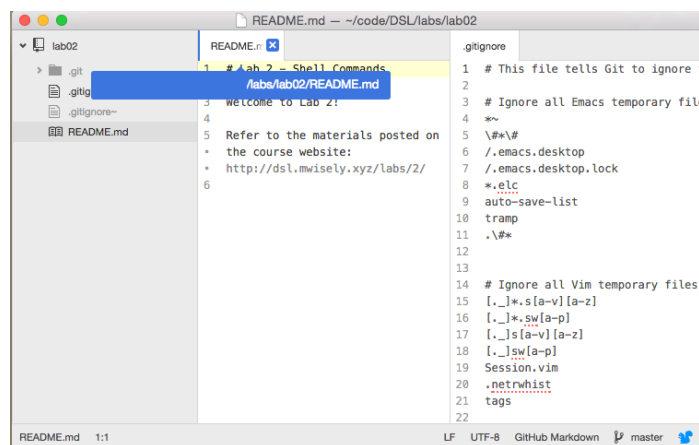 README.md — ~/code/DSL/labs/lab02
lab02
.git
.gitig
.gitignore~
README.md
/labs/lab02/README.md
README.m
1 # Lab 2 – Shell Commands
3 Welcome to Lab 2!
4
5 Refer to the materials posted on
• the course website:
• http://dsl.mwisely.xyz/labs/2/
6
.gitignore
1 # This file tells Git to ignore
2
3 # Ignore all Emacs temporary file
4 *~
5 \#*\#
6 /.emacs.desktop
7 /.emacs.desktop.lock
8 *.elc
9 auto-save-list
10 tramp
11 .\#*
12
13
14 # Ignore all Vim temporary files
15 [._]*.s[a-v][a-z]
16 [._]*.sw[a-p]
17 [._]s[a-v][a-z]
18 [._]sw[a-p]
19 Session.vim
20 .netrwhist
21 tags
22
README.md 1:1
LF UTF-8 GitHub Markdown master